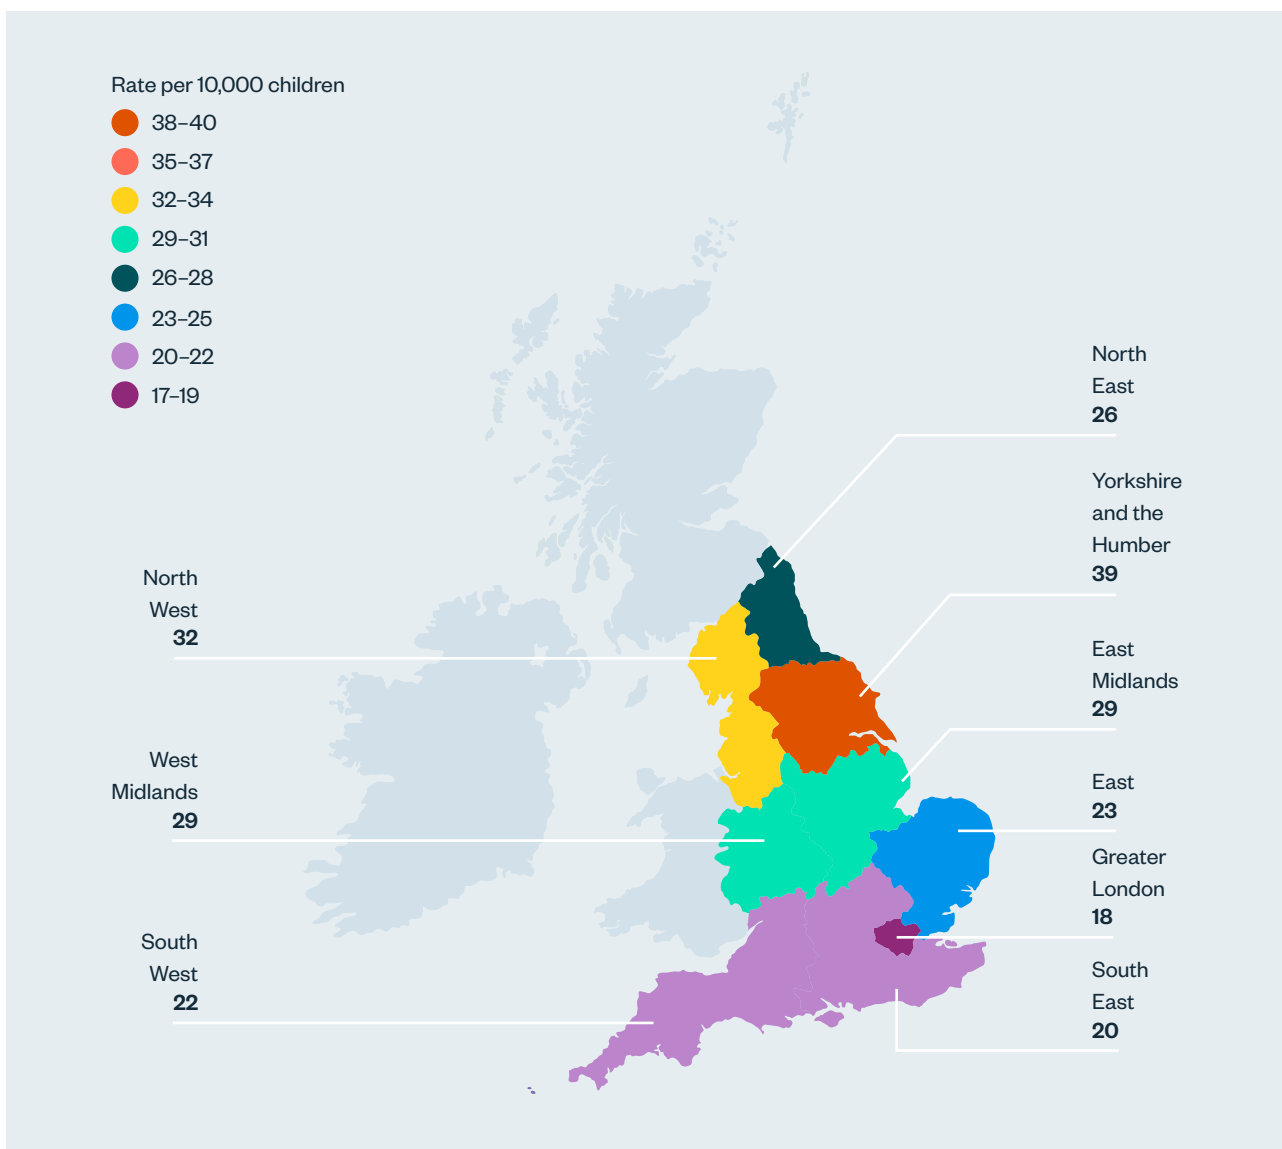 Rate per 10,000 children
38–40
35–37
32–34
29–31
26–28
23–25
20–22
17–19
North
East
26
Yorkshire
and the
Humber
39
North
West
32
East
Midlands
29
West
Midlands
29
East
23
Greater
London
18
South
West
22
South
East
20